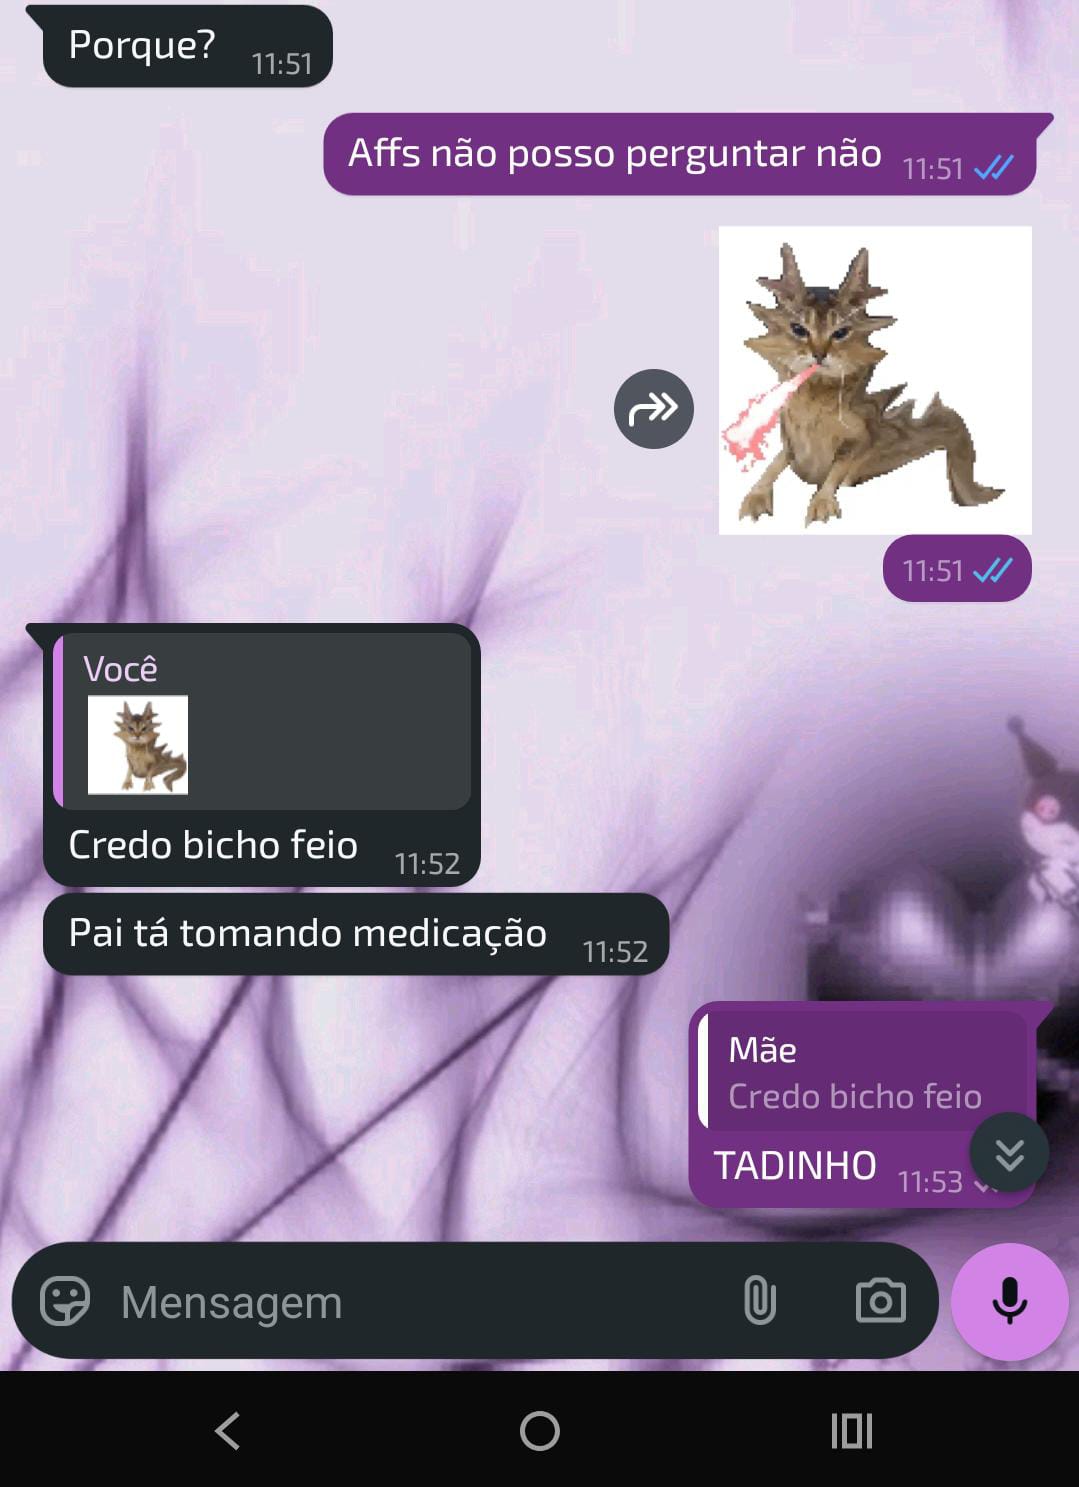 Porque? 11:51
Affs não posso perguntar não 11:51
11:51
Você
Credo bicho feio 11:52
Pai tá tomando medicação 11:52
Mãe
Credo bicho feio
TADINHO 11:53
Mensagem